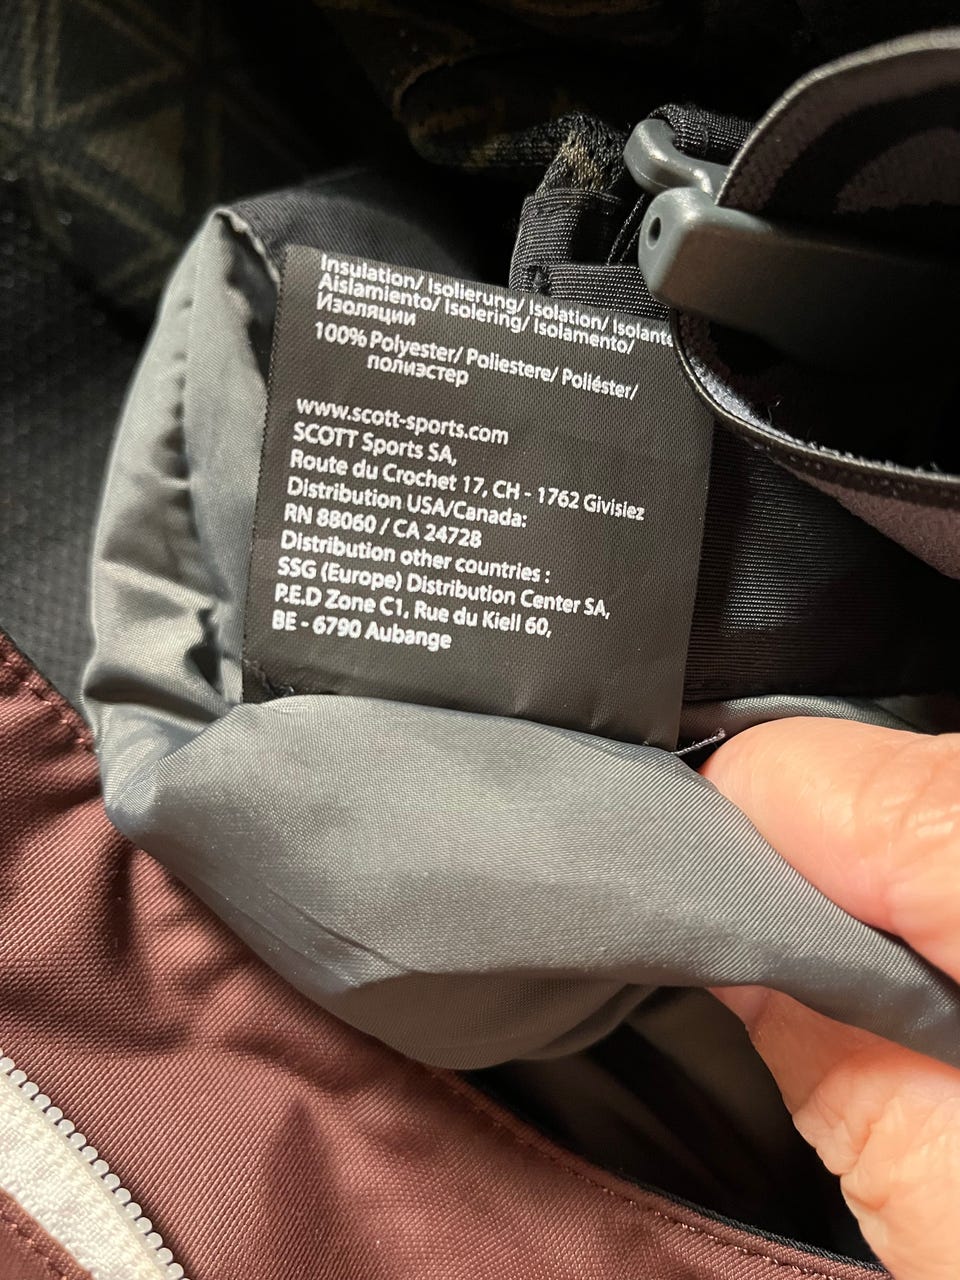 Insulation/ Isolierung/ Isolation/ Isolante
Aislamiento/ Isolering/ Isolamento/
Изоляции
100% Polyester/ Poliestere/ Poliéster/
полиэстер
www.scott-sports.com
SCOTT Sports SA,
Route du Crochet 17, CH - 1762 Givisiez
Distribution USA/Canada:
RN 88060 / CA 24728
Distribution other countries :
SSG (Europe) Distribution Center SA,
P.E.D Zone C1, Rue du Kiell 60,
BE - 6790 Aubange